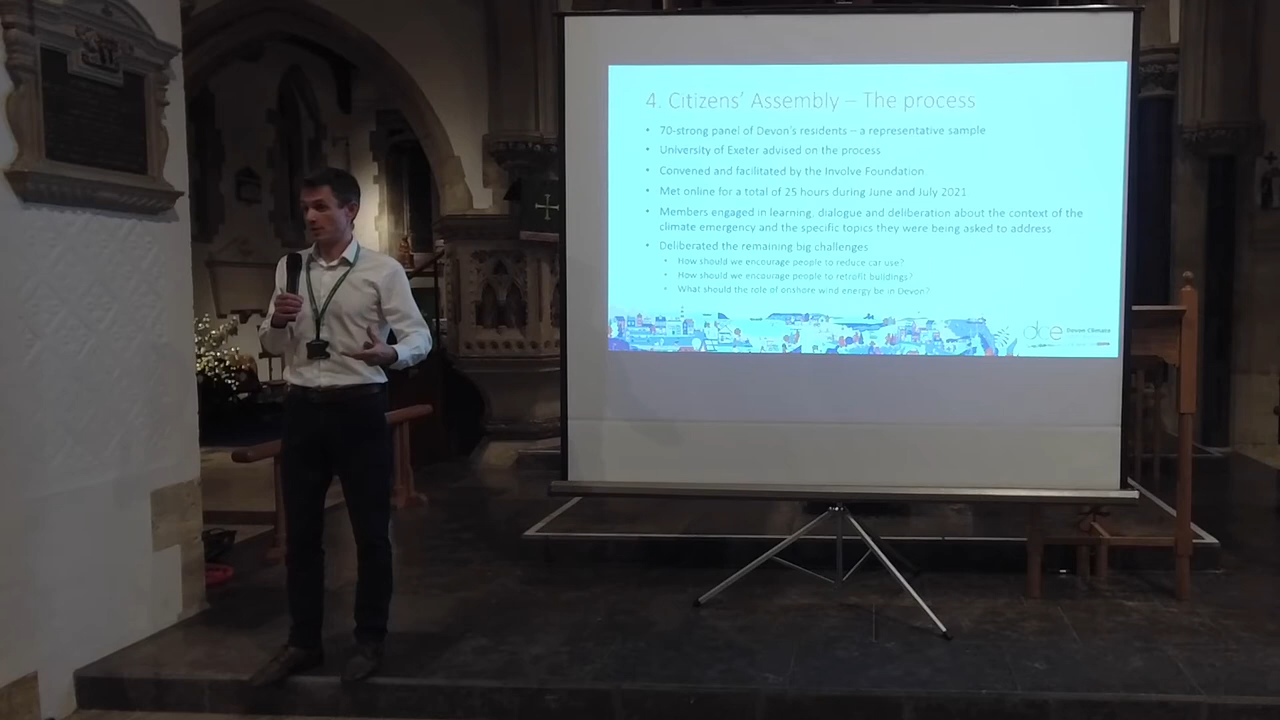 4. Citizens' Assembly – The process
• 70-strong panel of Devon's residents – a representative sample
• University of Exeter advised on the process
• Convened and facilitated by the Involve Foundation
• Met online for a total of 25 hours during June and July 2021
• Members engaged in learning, dialogue and deliberation about the context of the
climate emergency and the specific topics they were being asked to address
• Deliberated the remaining big challenges
• How should we encourage people to reduce car use?
• How should we encourage people to retrofit buildings?
• What should the role of onshore wind energy be in Devon?
dce Devon Climate